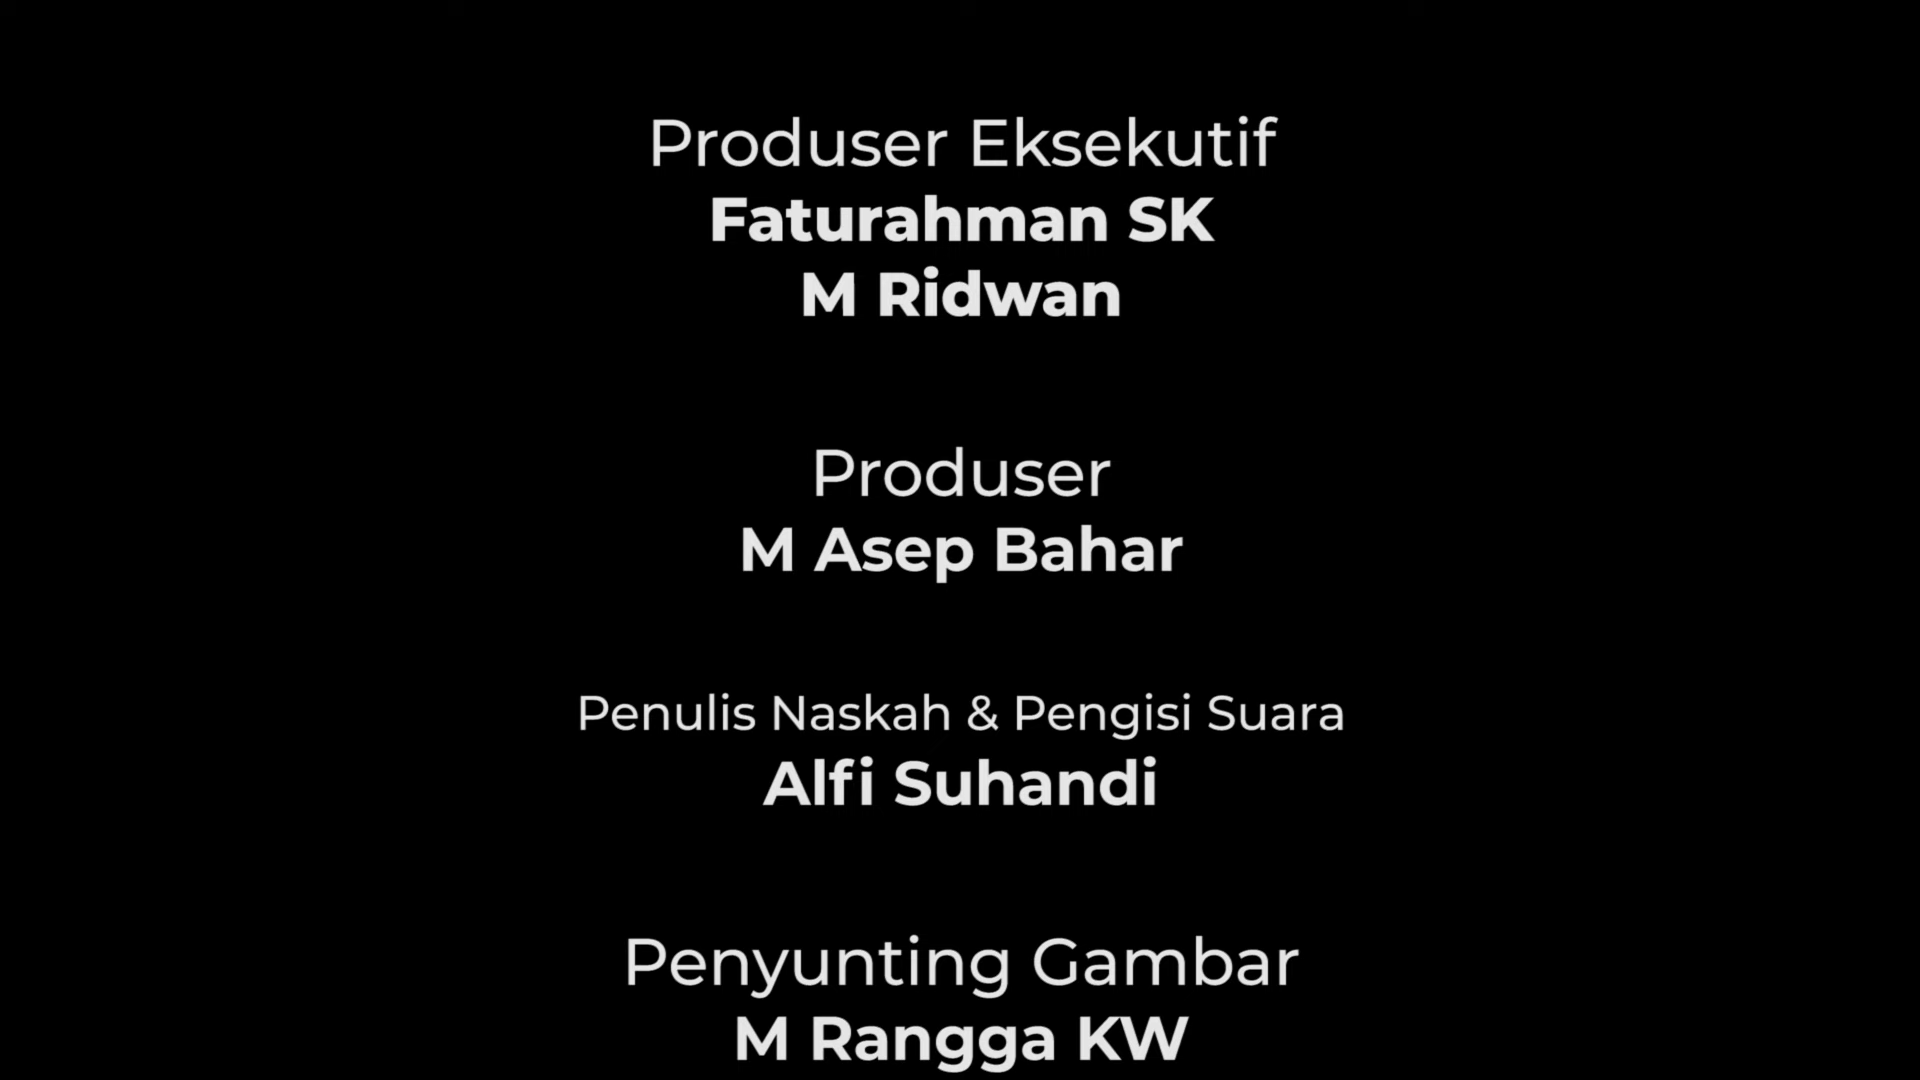 Produser Eksekutif
Faturahman SK
M Ridwan
Produser
M Asep Bahar
Penulis Naskah & Pengisi Suara
Alfi Suhandi
Penyunting Gambar
M Rangga KW